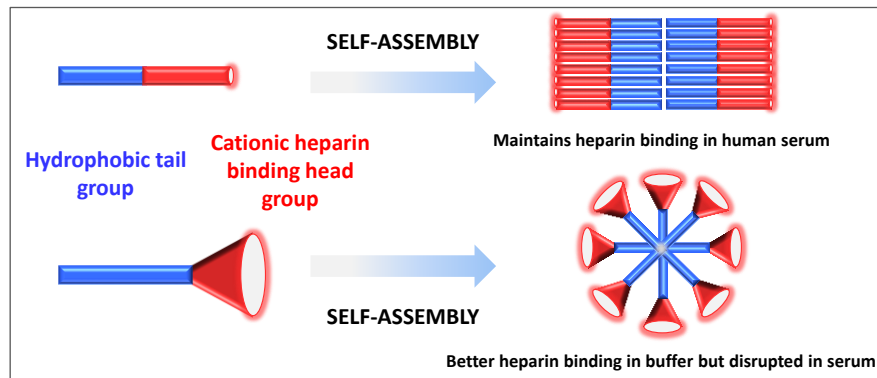 SELF-ASSEMBLY
Maintains heparin binding in human serum
Hydrophobic tail
group
Cationic heparin
binding head
group
SELF-ASSEMBLY
Better heparin binding in buffer but disrupted in serum